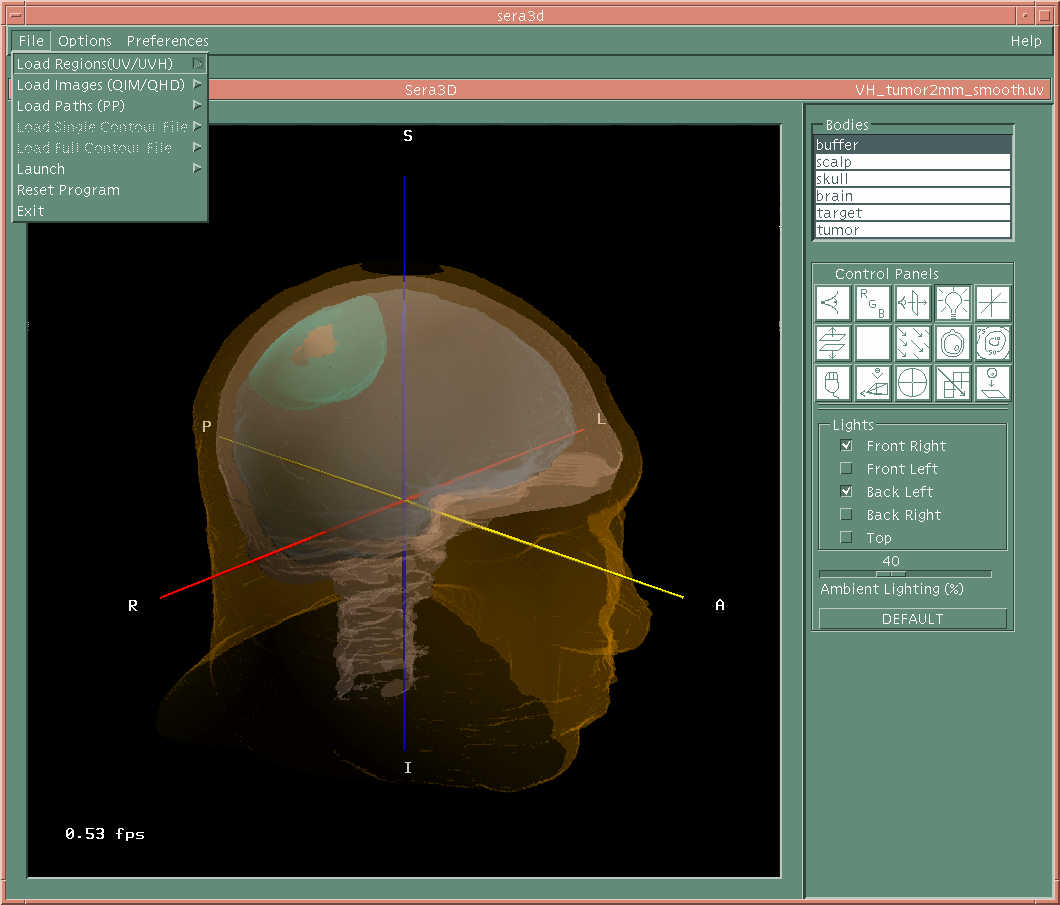 sera3d
File Options Preferences Help
Load Regions(UV/UVH)
Load Images (QIM/QHD)
Load Paths (PP)
Load Single Contour File
Load Full Contour File
Launch
Reset Program
Exit
Sera3D VH_tumor2mm_smooth.uv
S
P
L
R
A
I
0.53 fps
Bodies
buffer
scalp
skull
brain
target
tumor
Control Panels
R
G
B
75
50
Lights
Front Right
Front Left
Back Left
Back Right
Top
40
Ambient Lighting (%)
DEFAULT